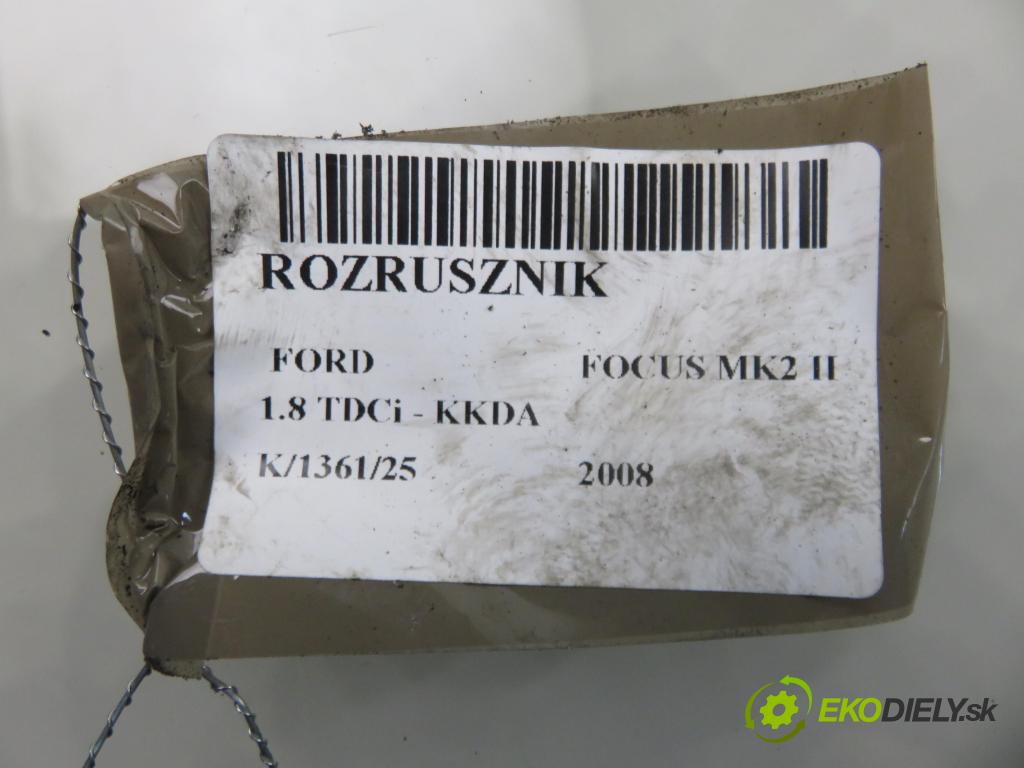 ROZRUSZNIK
FORD FOCUS MK2 II
1.8 TDCi - KKDA
K/1361/25 2008
EKODIELY.sk